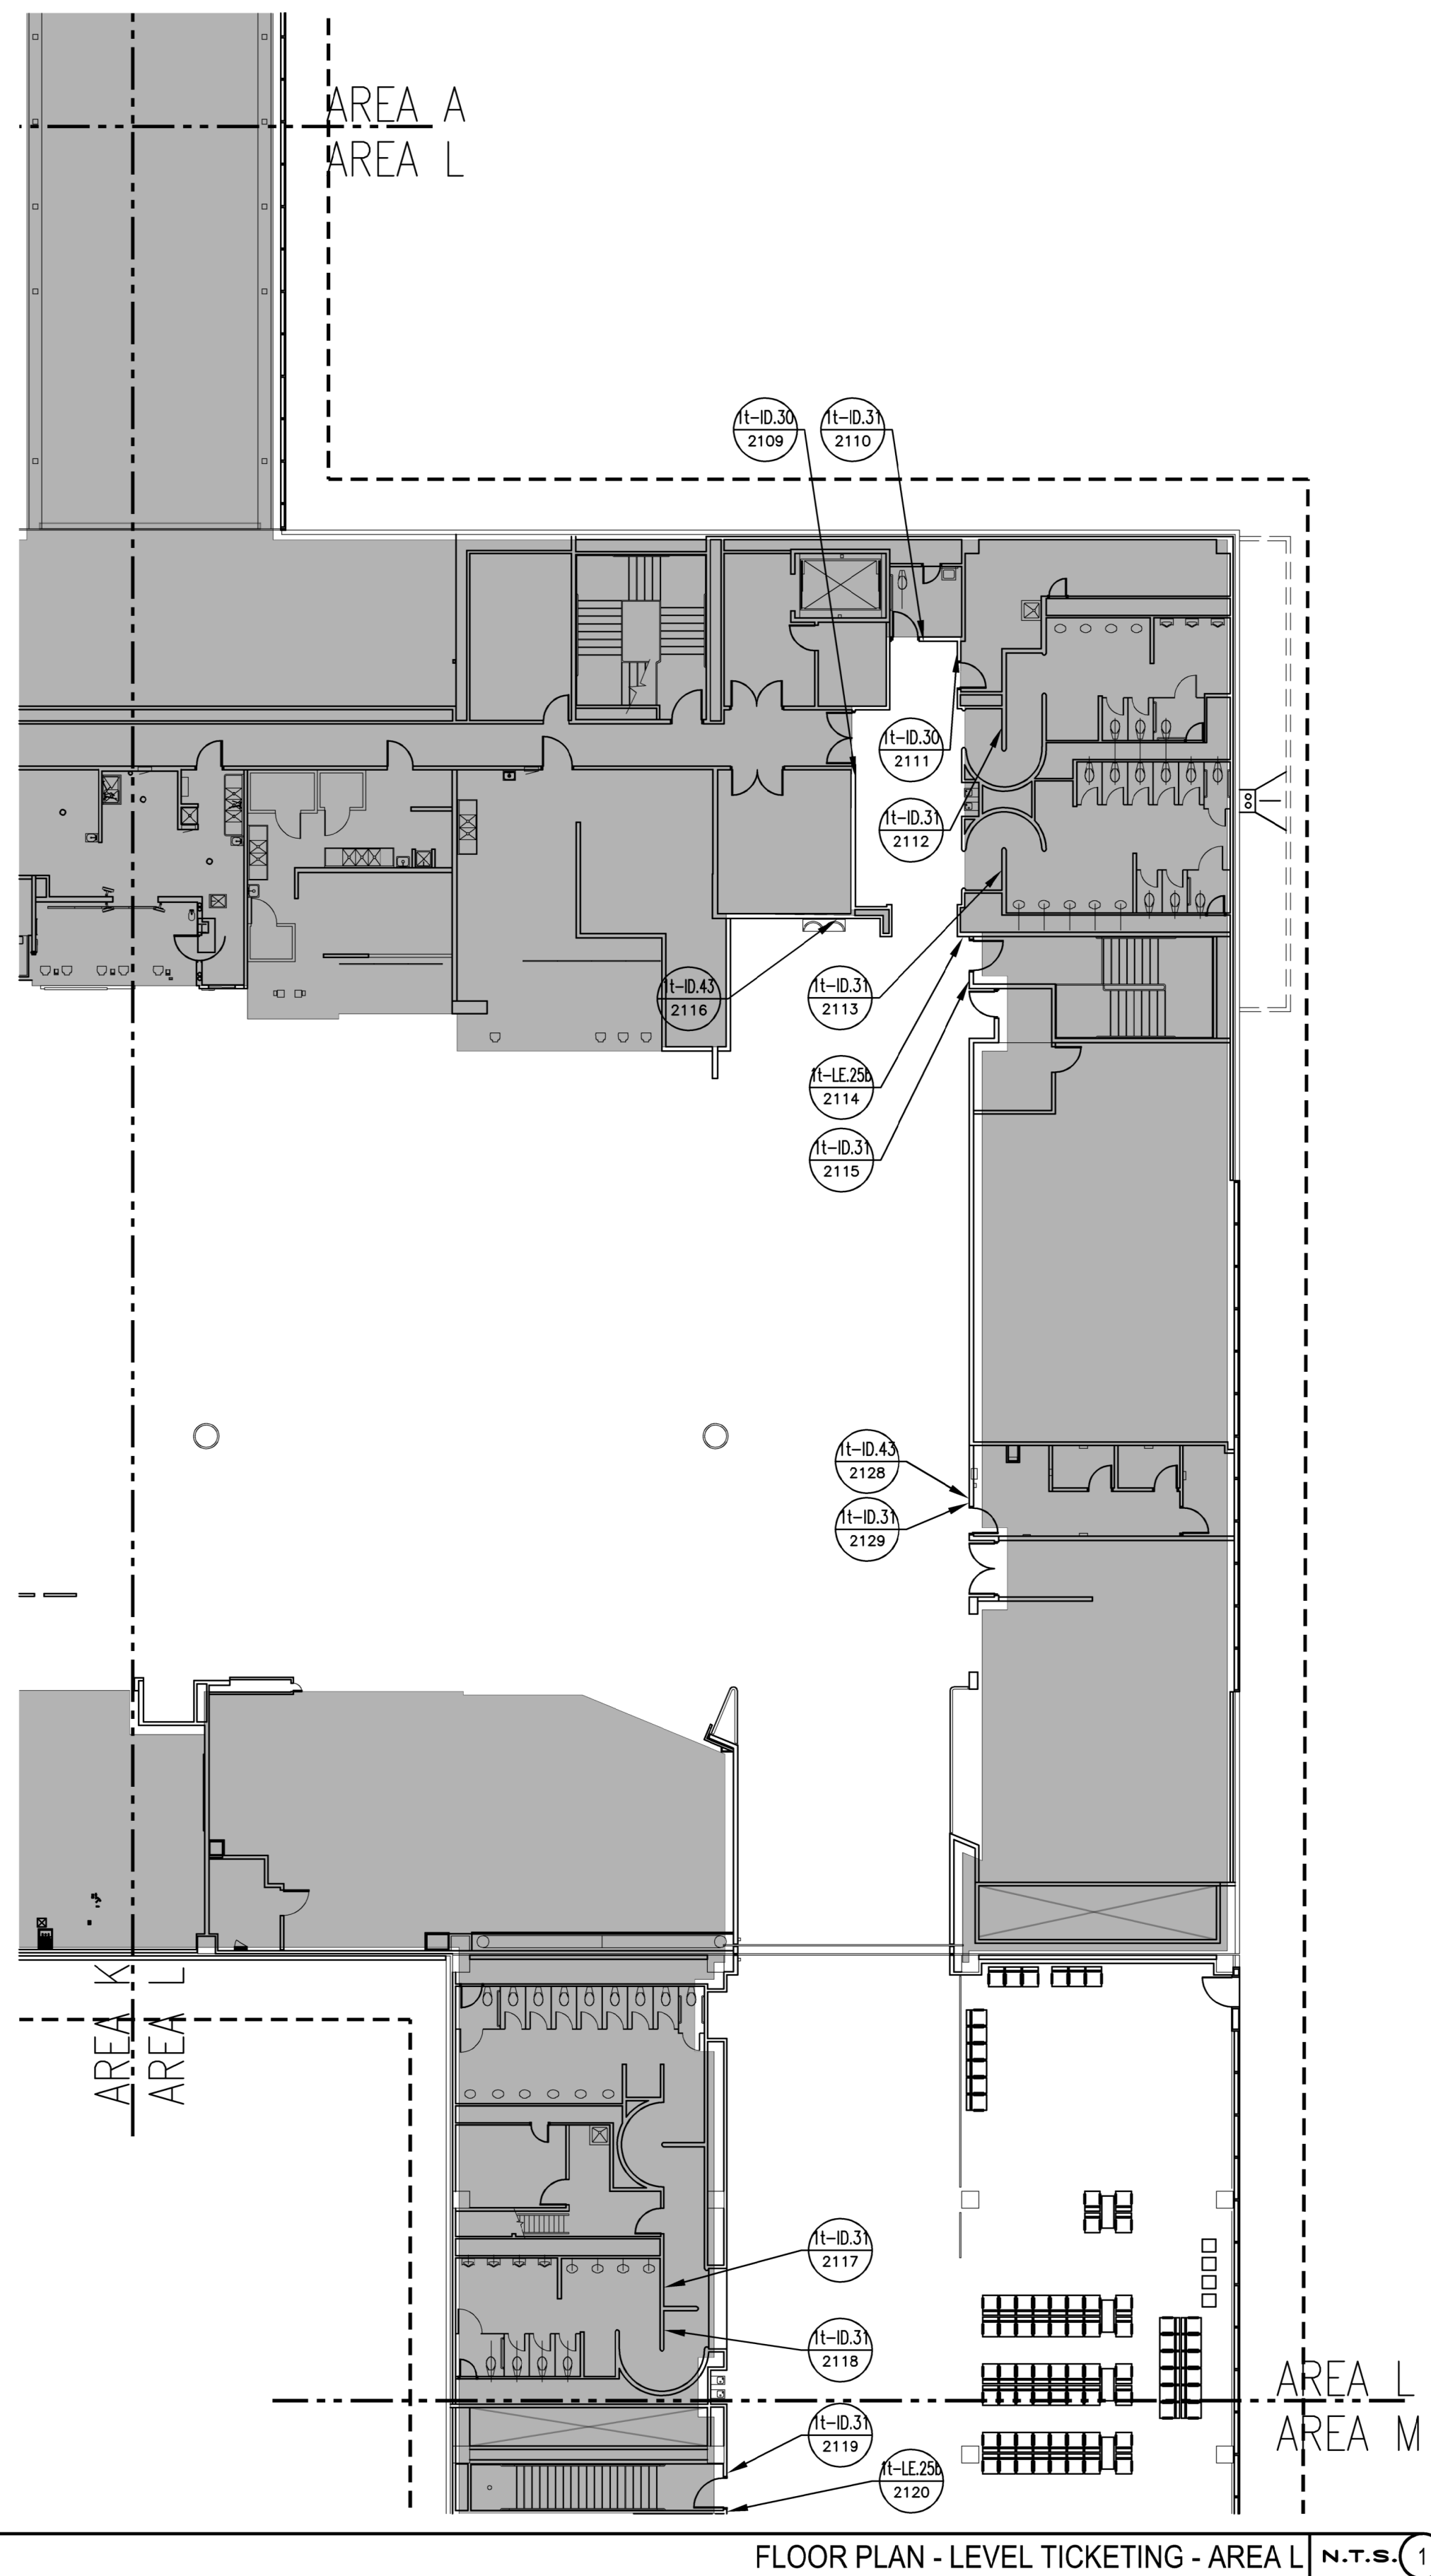 AREA A
AREA L
1t-ID.30
2109
1t-ID.31
2110
1t-ID.30
2111
1t-ID.31
2112
1t-ID.43
2116
1t-ID.31
2113
1t-LE.25b
2114
1t-ID.31
2115
1t-ID.43
2128
1t-ID.31
2129
AREA K
AREA L
1t-ID.31
2117
1t-ID.31
2118
AREA L
AREA M
1t-ID.31
2119
1t-LE.25b
2120
FLOOR PLAN - LEVEL TICKETING - AREA L
N.T.S.
1